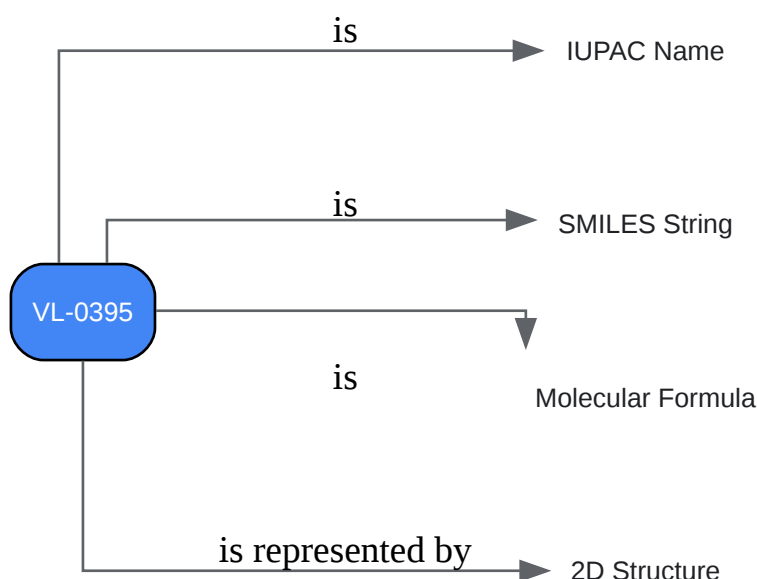 is
IUPAC Name
is
SMILES String
VL-0395
is
Molecular Formula
is represented by
2D Structure